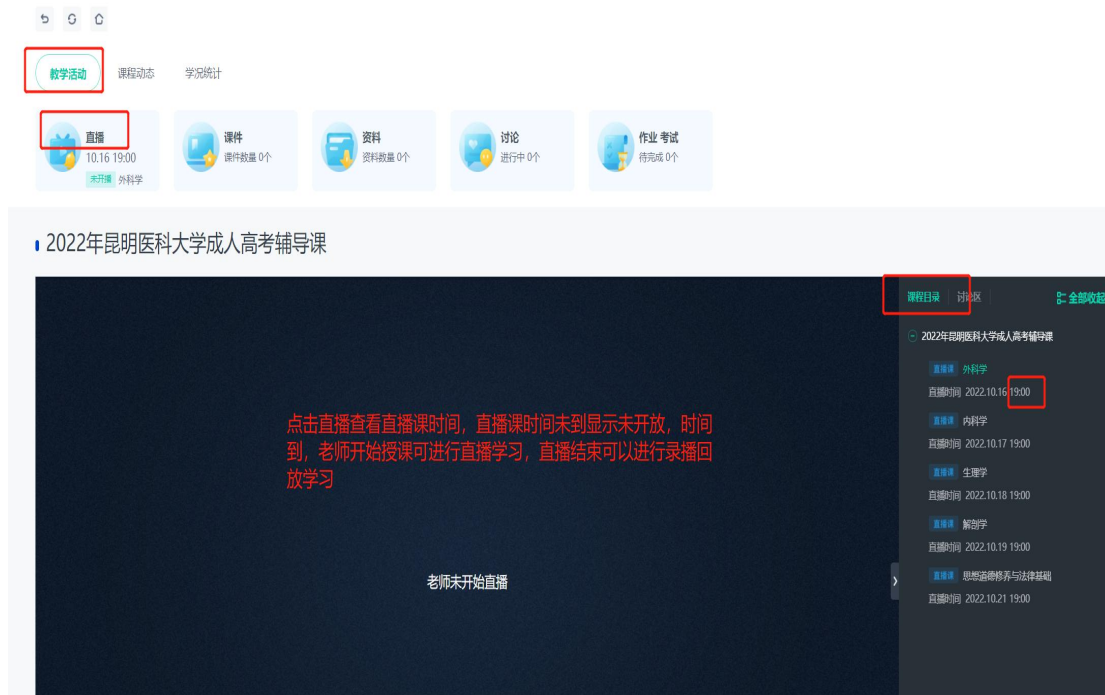 教学活动 课程动态 学况统计
直播
10.16 19:00
未开播 外科学
课件
课件数量 0个
资料
资料数量 0个
讨论
进行中 0个
作业 考试
待完成 0个
2022年昆明医科大学成人高考辅导课
点击直播查看直播课时间，直播课时间未到显示未开放，时间
到，老师开始授课可进行直播学习，直播结束可以进行录播回
放学习
老师未开始直播
课程目录 讨论区 全部收起
2022年昆明医科大学成人高考辅导课
直播课 外科学
直播时间 2022.10.16 19:00
直播课 内科学
直播时间 2022.10.17 19:00
直播课 生理学
直播时间 2022.10.18 19:00
直播课 解剖学
直播时间 2022.10.19 19:00
直播课 思想道德修养与法律基础
直播时间 2022.10.21 19:00